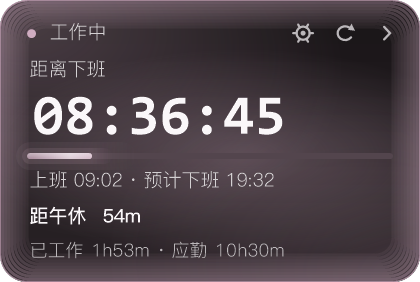 工作中
距离下班
08:36:45
上班 09:02 · 预计下班 19:32
距午休 54m
已工作 1h53m · 应勤 10h30m